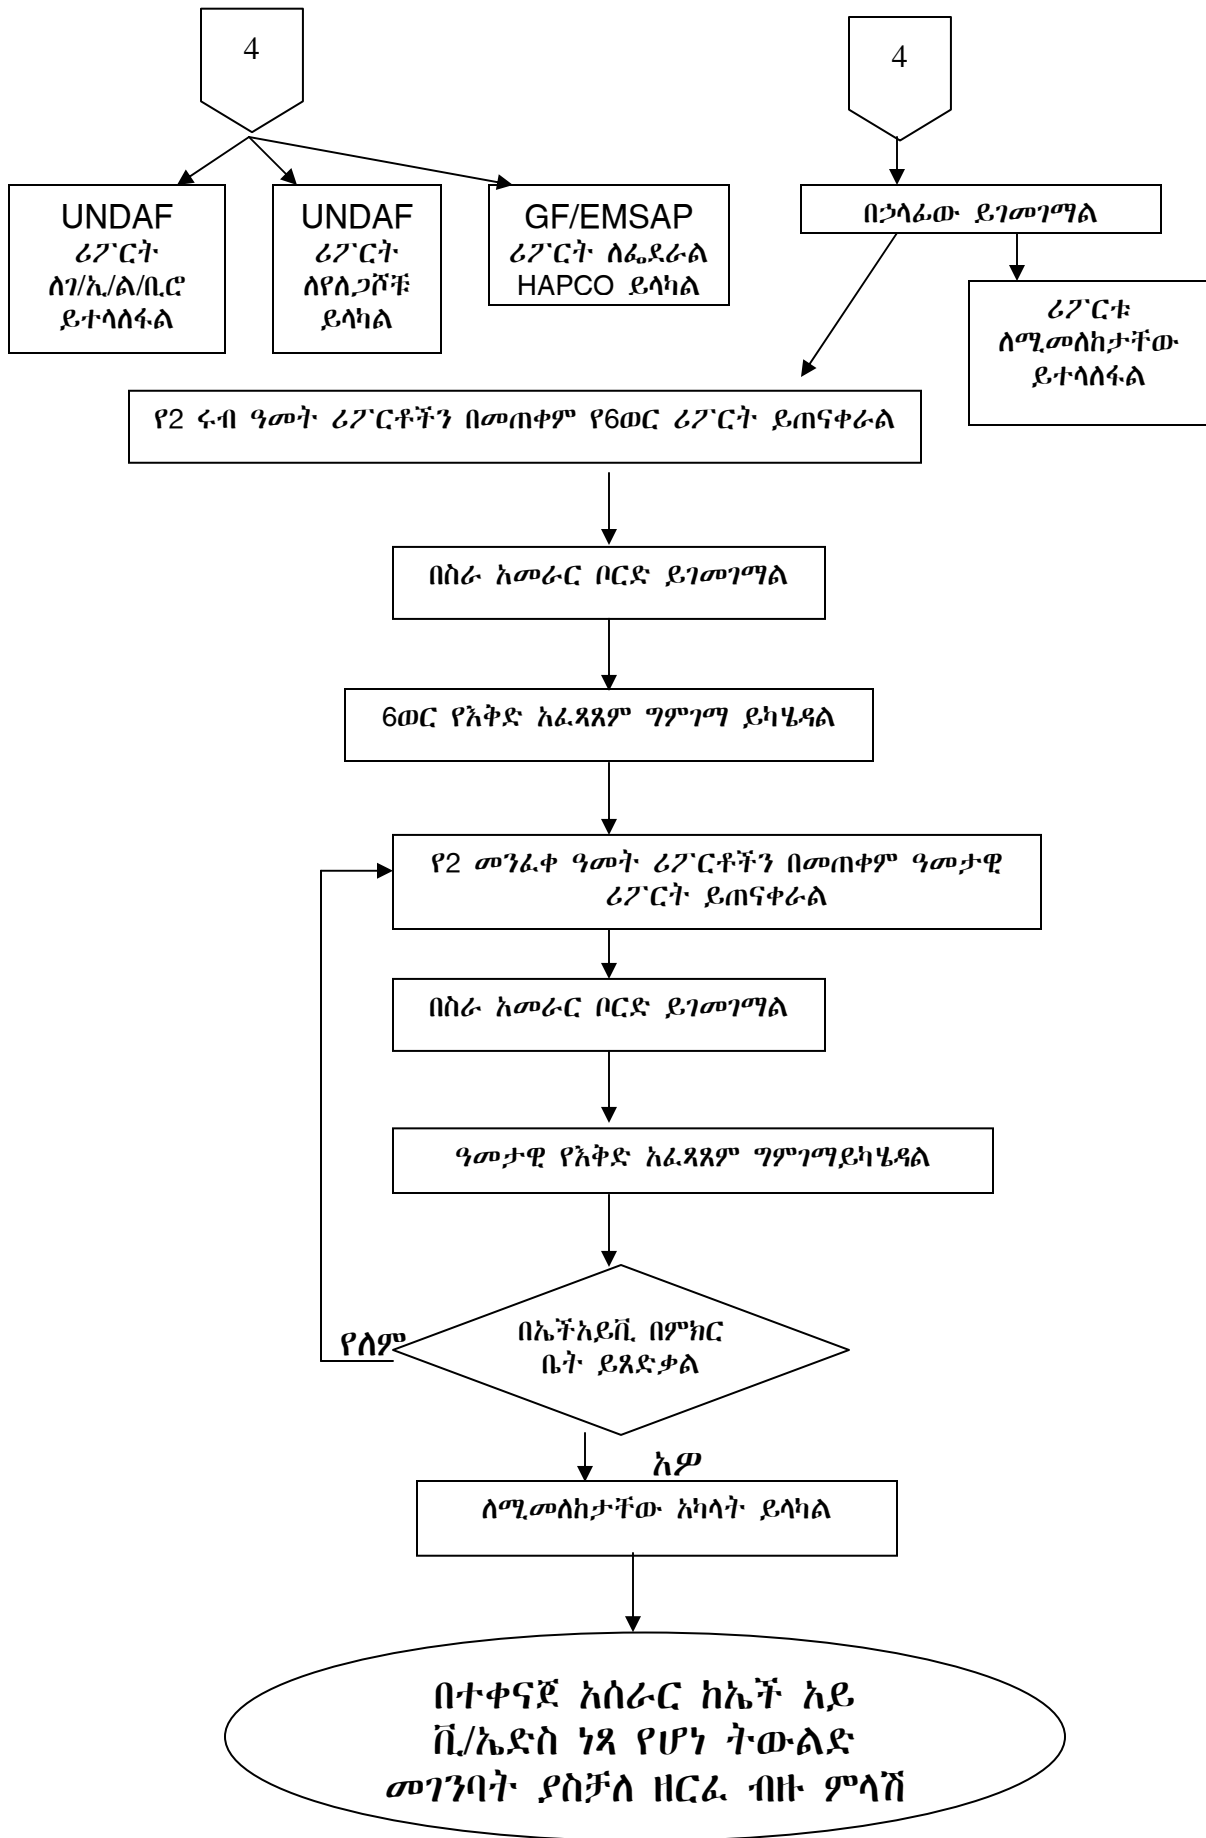 4
4
UNDAF
ሪፖርት
ለገ/ኢ/ል/ቢሮ
ይተላለፋል
UNDAF
ሪፖርት
ለየለጋሾቹ
ይላካል
GF/EMSAP
ሪፖርት ለፌደራል
HAPCO ይላካል
በኃላፊው ይገመገማል
ሪፖርቱ
ለሚመለከታቸው
ይተላለፋል
የ2 ሩብ ዓመት ሪፖርቶችን በመጠቀም የ6ወር ሪፖርት ይጠናቀራል
በስራ አመራር ቦርድ ይገመገማል
6ወር የእቅድ አፈጻጸም ግምገማ ይካሄዳል
የ2 መንፈቀ ዓመት ሪፖርቶችን በመጠቀም ዓመታዊ
ሪፖርት ይጠናቀራል
በስራ አመራር ቦርድ ይገመገማል
ዓመታዊ የእቅድ አፈጻጸም ግምገማይካሄዳል
በኤችአይቪ በምክር
ቤት ይጸድቃል
የለም
አዎ
ለሚመለከታቸው አካላት ይላካል
በተቀናጀ አሰራር ከኤች አይ
ቪ/ኤድስ ነጻ የሆነ ትውልድ
መገንባት ያስቻለ ዘርፈ ብዙ ምላሽ